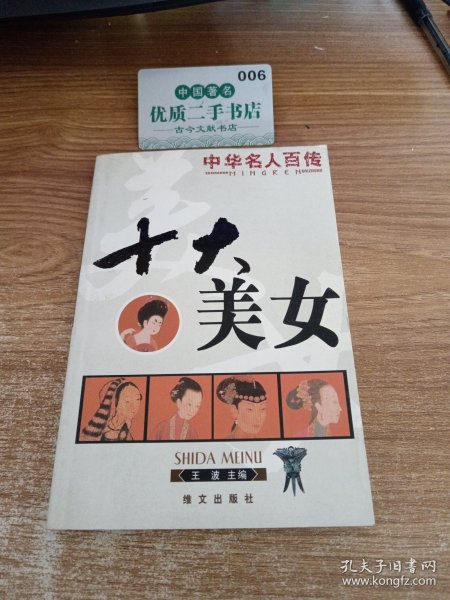 006
中国著名
优质二手书店
——古今文献书店
中华名人百传
MINGREN
十大
美女
SHIDA MEINU
王 波 主编
维文出版社
孔夫子旧书网
www.kongfz.com